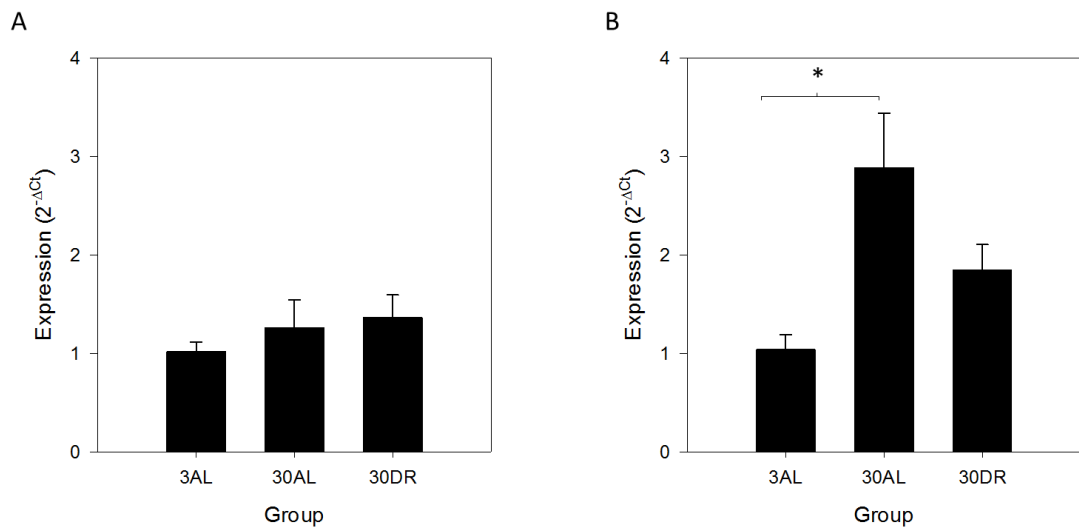 A
Expression (2^-ΔCt)
4
3
2
1
0
3AL 30AL 30DR
Group
B
Expression (2^-ΔCt)
4
*
3
2
1
0
3AL 30AL 30DR
Group